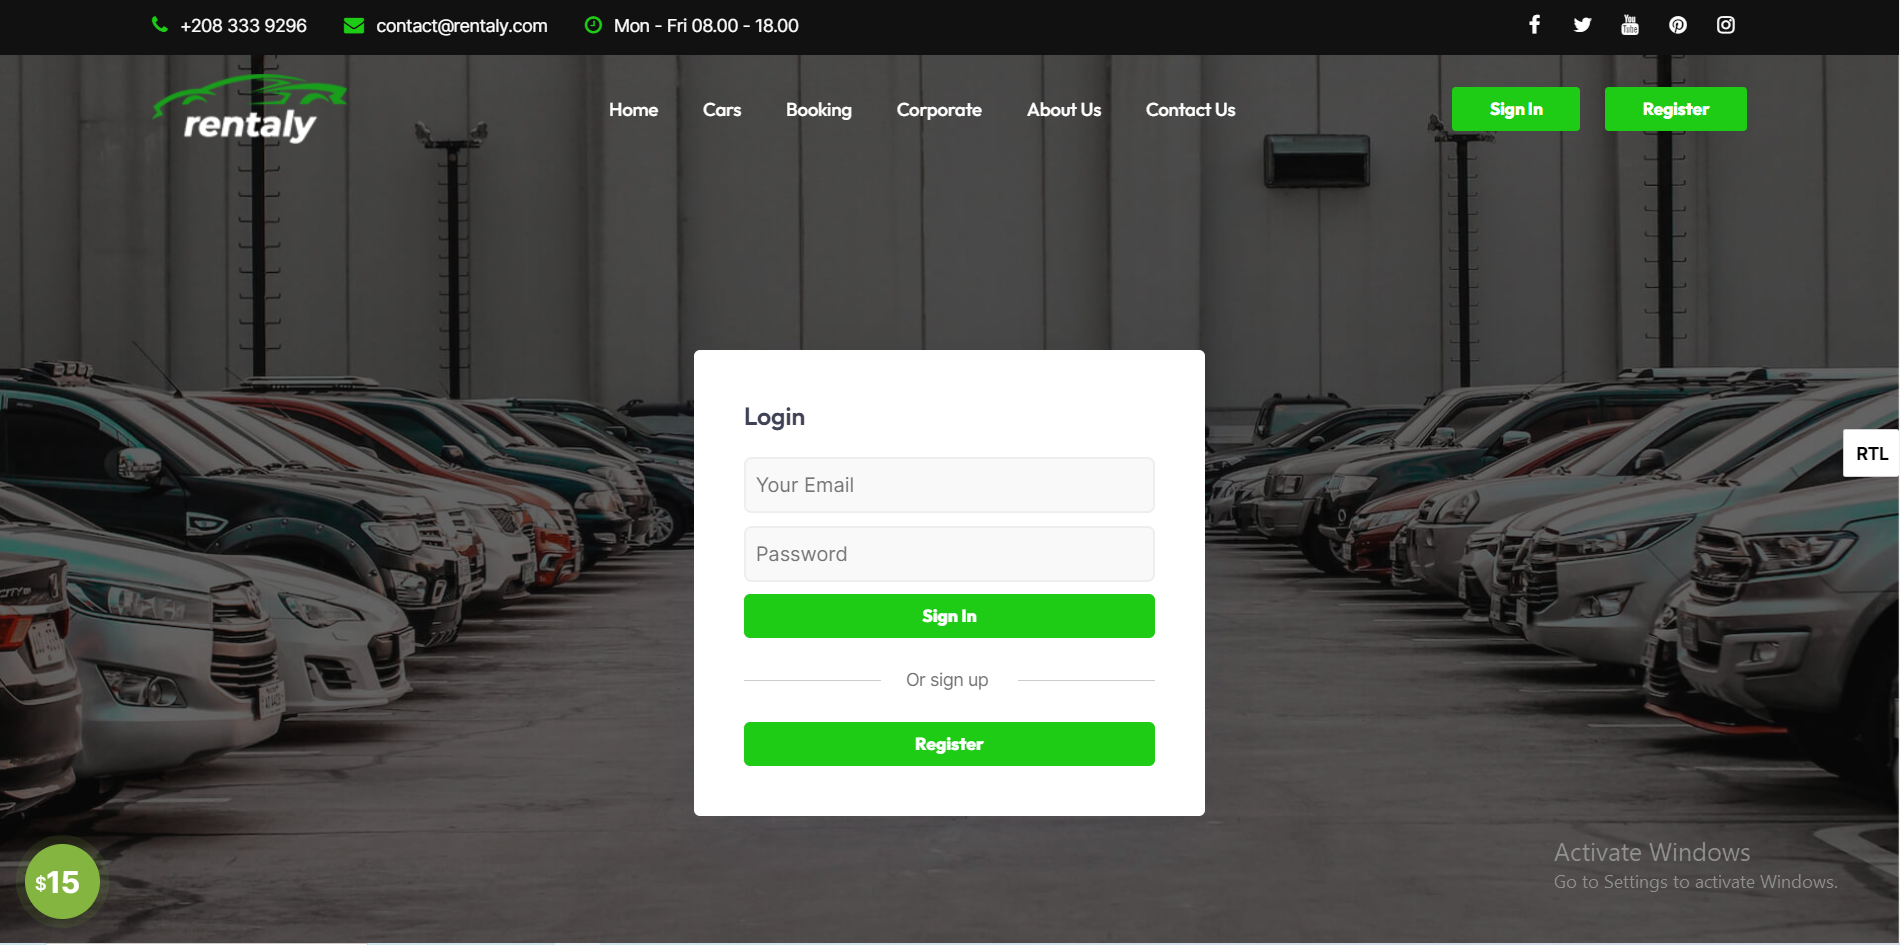 +208 333 9296 contact@rentaly.com Mon - Fri 08.00 - 18.00
rentaly
Home Cars Booking Corporate About Us Contact Us Sign In Register
Login
Your Email
Password
Sign In
Or sign up
Register
RTL
$15
Activate Windows
Go to Settings to activate Windows.